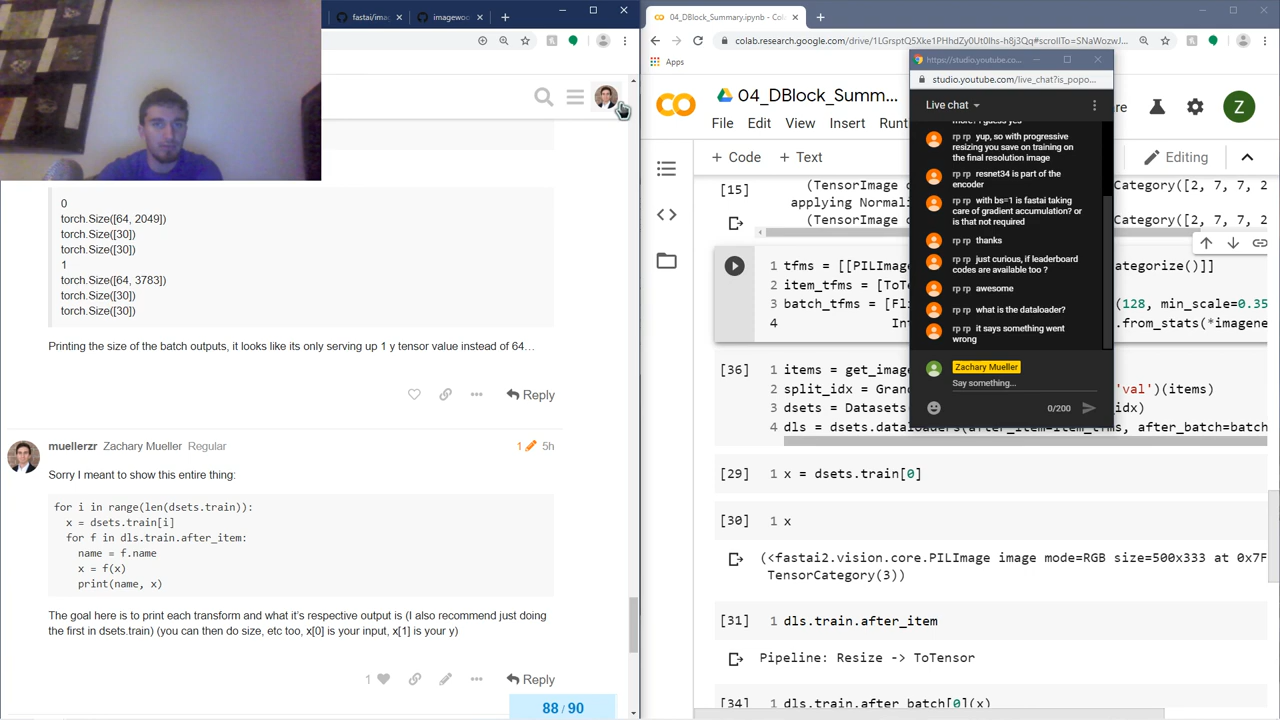 fastai/ima
imagewoo
0
torch.Size([64, 2049])
torch.Size([30])
torch.Size([30])
1
torch.Size([64, 3783])
torch.Size([30])
torch.Size([30])
Printing the size of the batch outputs, it looks like its only serving up 1 y tensor value instead of 64…
Reply
muellerzr Zachary Mueller Regular
1 5h
Sorry I meant to show this entire thing:
for i in range(len(dsets.train)):
x = dsets.train[i]
for f in dls.train.after_item:
name = f.name
x = f(x)
print(name, x)
The goal here is to print each transform and what it's respective output is (I also recommend just doing
the first in dsets.train) (you can then do size, etc too, x[0] is your input, x[1] is your y)
1
Reply
88 / 90
04_DBlock_Summary.ipynb - Col
colab.research.google.com/drive/1LGrsptQ5Xke1PHhdZy0Ut0lhs-h8j3Qq#scrollTo=SNaWozwJ
Apps
04_DBlock_Summ...
Z
File Edit View Insert Run
+ Code + Text
Editing
[15]
(TensorImage
applying Normali
(TensorImage
tegory([2, 7, 7, 2
tegory([2, 7, 7, 2
1 tfms = [[PILImag
ategorize()]]
2 item_tfms = [ToTe
3 batch_tfms = [Fl
(128, min_scale=0.35
4 Int
.from_stats(*imagene
[36]
1 items = get_imag
2 split_idx = Gran
'val')(items)
3 dsets = Datasets
idx)
4 dls = dsets.dataloaders(after_item=item_tfms, after_batch=batch
[29]
1 x = dsets.train[0]
[30]
1 x
(<fastai2.vision.core.PILImage image mode=RGB size=500x333 at 0x7F
TensorCategory(3))
[31]
1 dls.train.after_item
Pipeline: Resize -> ToTensor
[34]
1 dls.train.after_batch[0](x)
https://studio.youtube.co...
studio.youtube.com/live_chat?is_popo...
Live chat
more? I guess yes
rp rp yup, so with progressive
resizing you save on training on
the final resolution image
rp rp resnet34 is part of the
encoder
rp rp with bs=1 is fastai taking
care of gradient accumulation? or
is that not required
rp rp thanks
rp rp just curious, if leaderboard
codes are available too ?
rp rp awesome
rp rp what is the dataloader?
rp rp it says something went
wrong
Zachary Mueller
Say something...
0/200